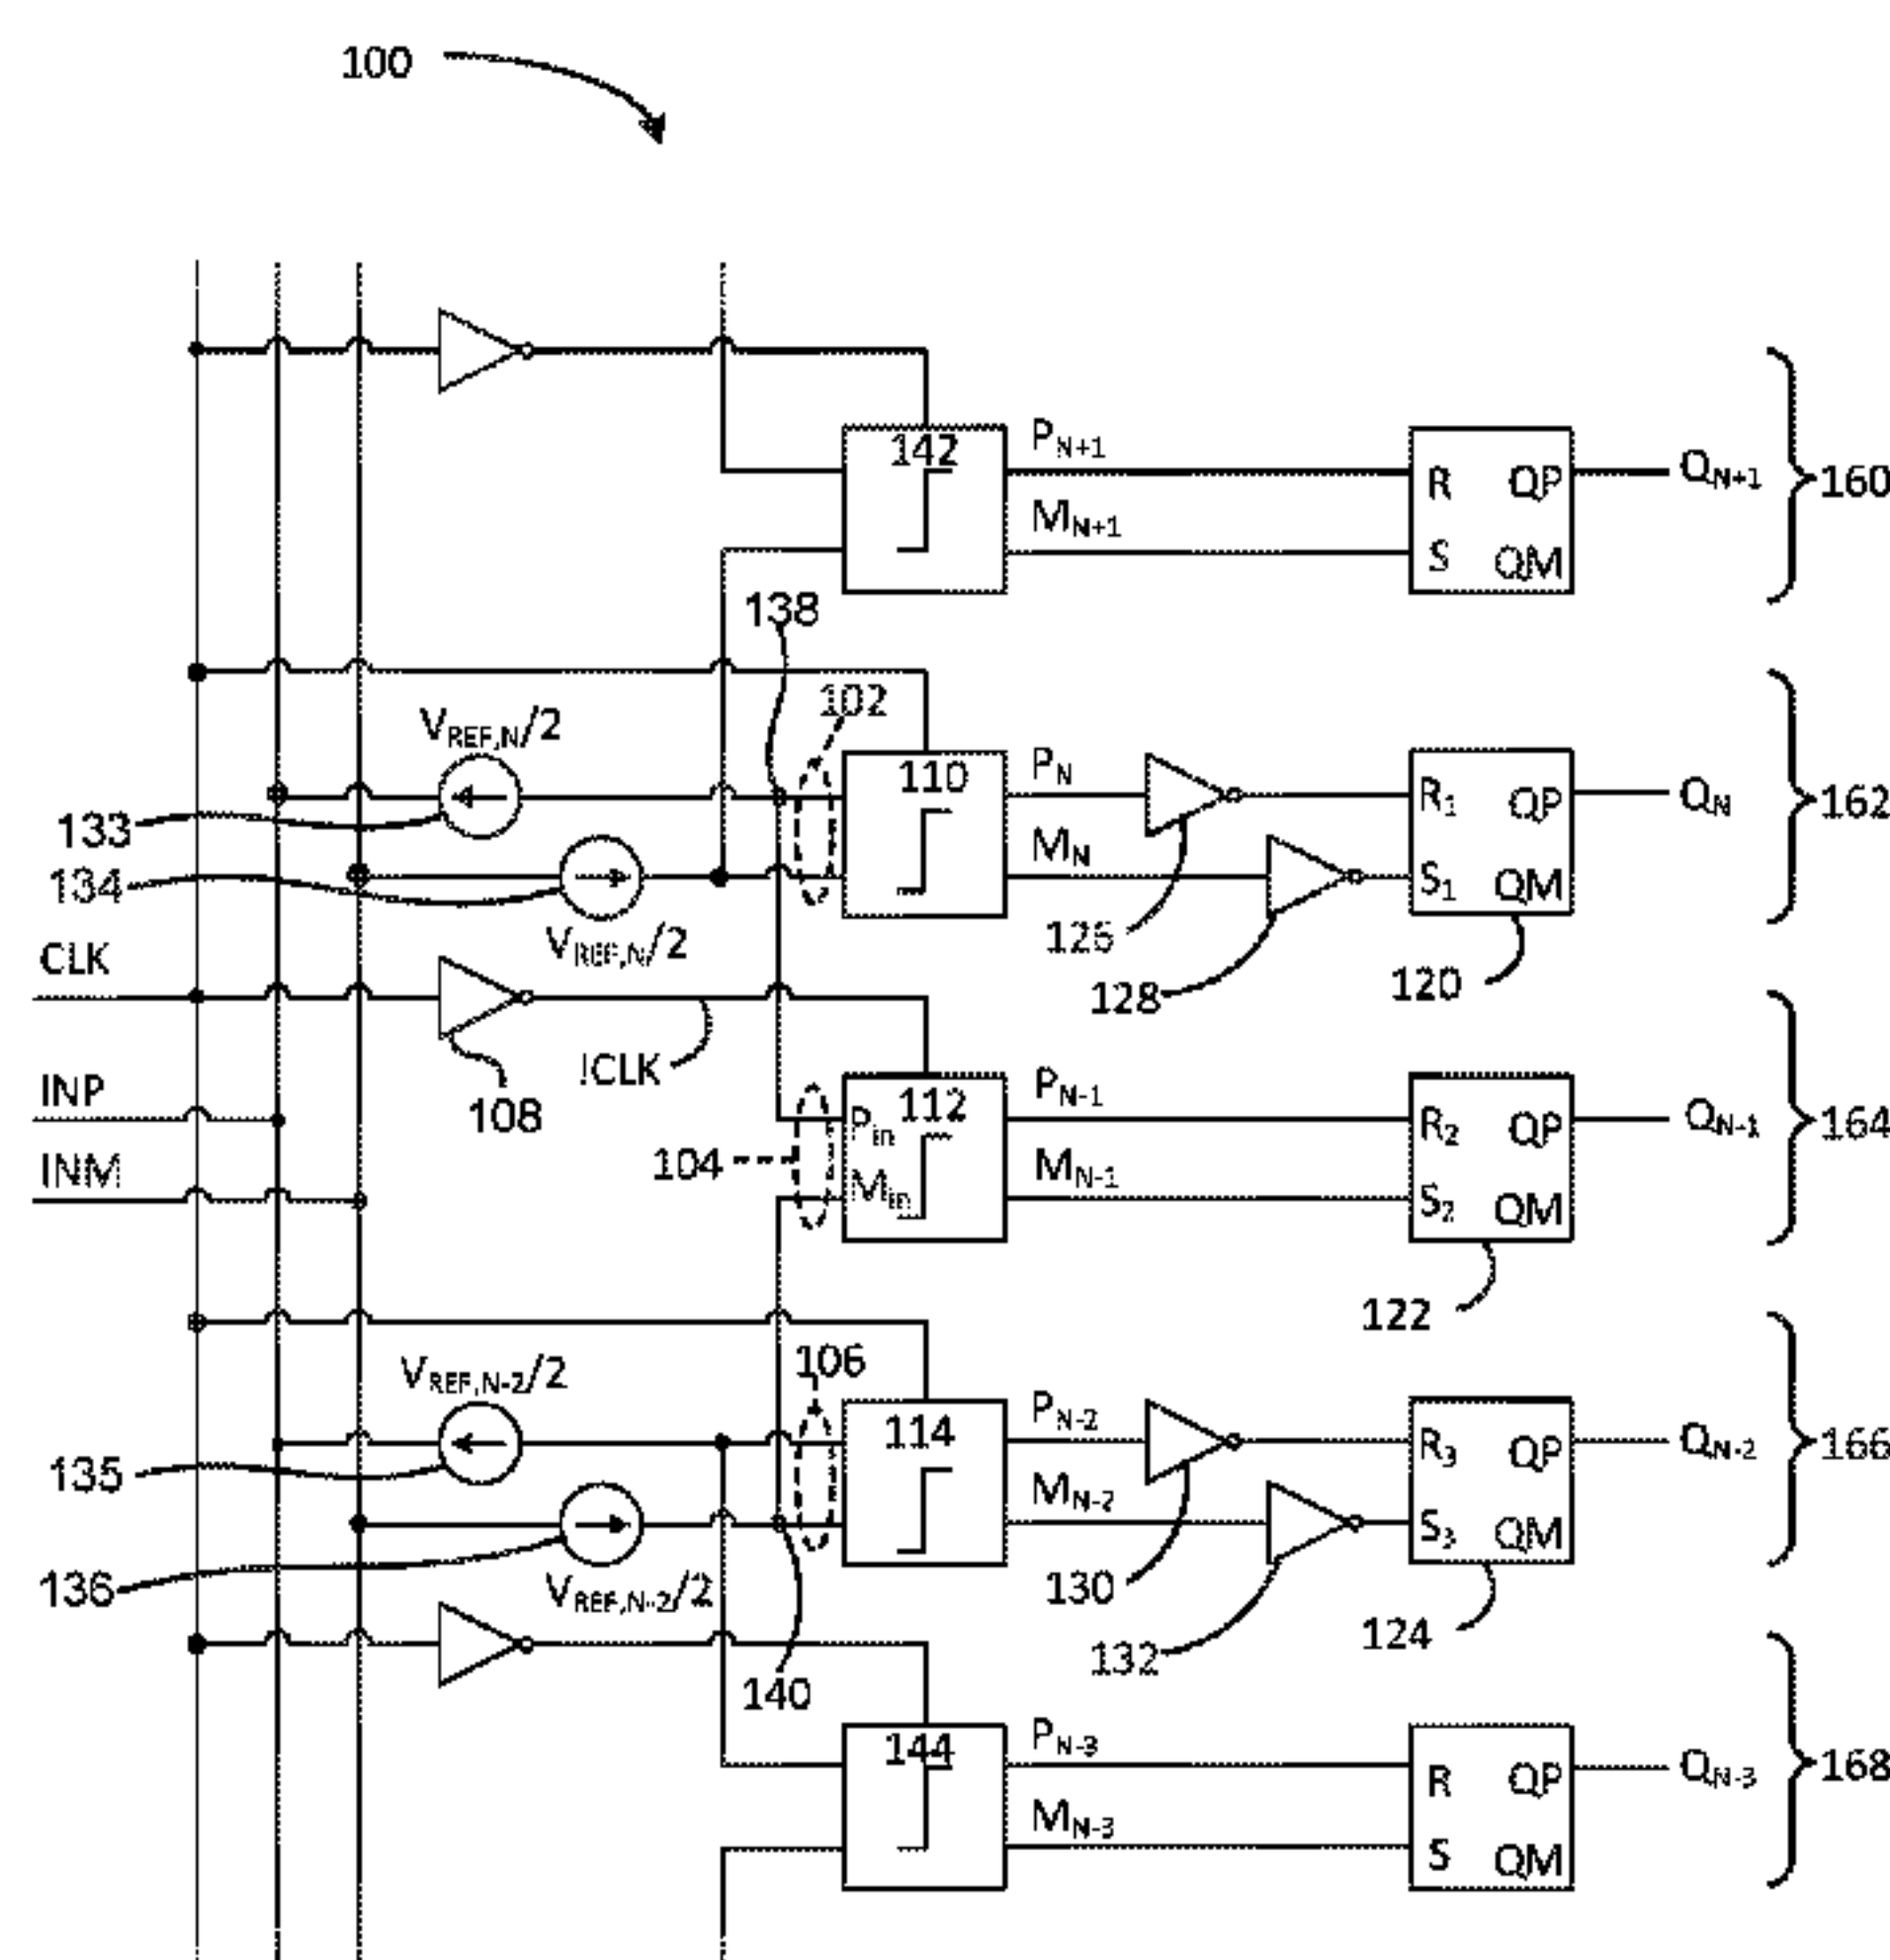 100
142
P_N+1
M_N+1
R QP
S QM
Q_N+1
160
138
102
V_REF,N/2
133
134
V_REF,N/2
110
P_N
M_N
126
128
R_1 QP
S_1 QM
120
Q_N
162
CLK
INP
INM
108
!CLK
104
P_in
M_in
112
P_N-1
M_N-1
R_2 QP
S_2 QM
122
Q_N-1
164
V_REF,N-2/2
135
136
V_REF,N-2/2
106
114
P_N-2
M_N-2
130
132
R_3 QP
S_3 QM
124
Q_N-2
166
140
144
P_N-3
M_N-3
R QP
S QM
Q_N-3
168